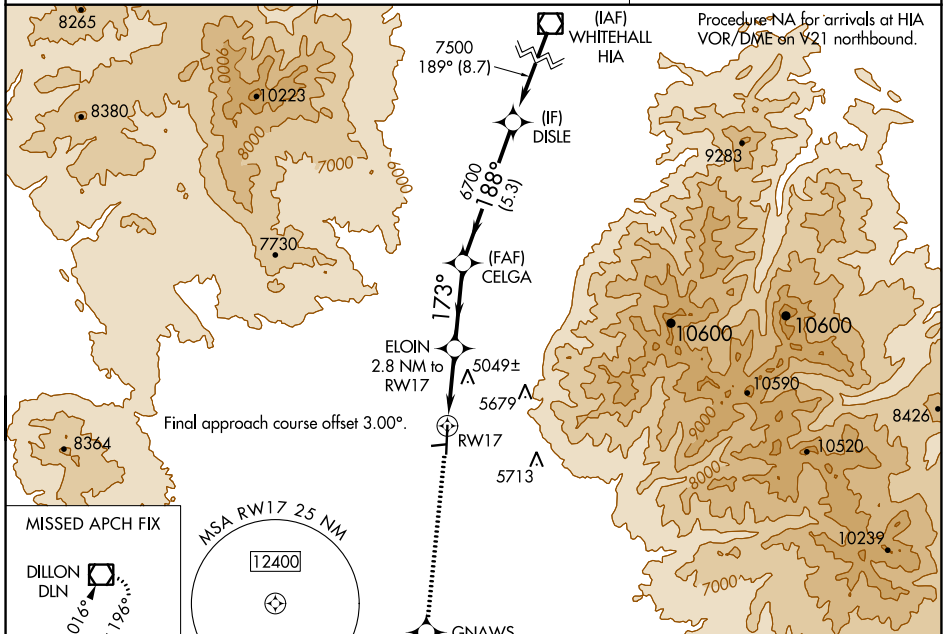 8265
(IAF)
WHITEHALL
HIA
Procedure NA for arrivals at HIA
VOR/DME on V21 northbound.
7500
189° (8.7)
9000
10223
8380
(IF)
DISLE
8000
7000
6000
9283
6700
188°
(5.3)
7730
(FAF)
CELGA
173°
10600
10600
ELOIN
2.8 NM to
RW17
5049±
5679
10590
8426
Final approach course offset 3.00°.
RW17
9000
8364
5713
8000
10520
MISSED APCH FIX
MSA RW17 25 NM
10239
12400
DILLON
DLN
7000
016°
196°
GNAWS